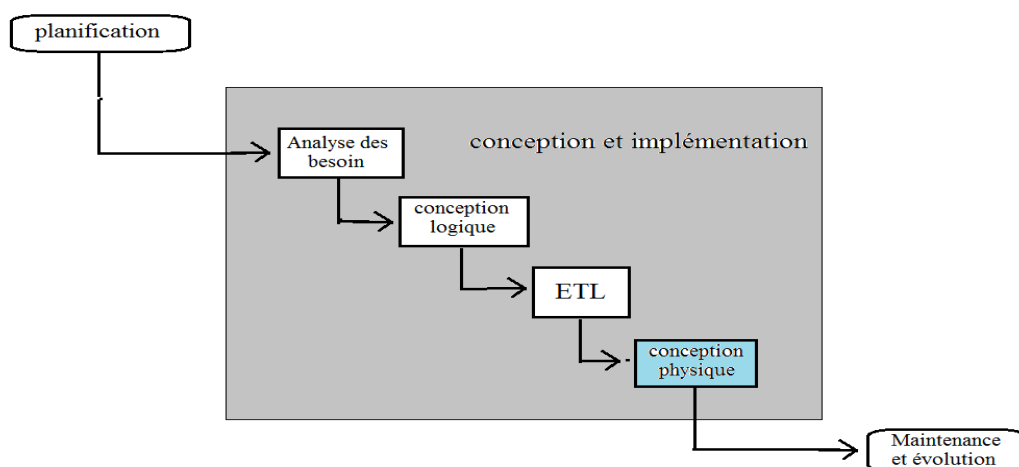 planification
conception et implémentation
Analyse des
besoin
conception
logique
ETL
conception
physique
Maintenance
et évolution